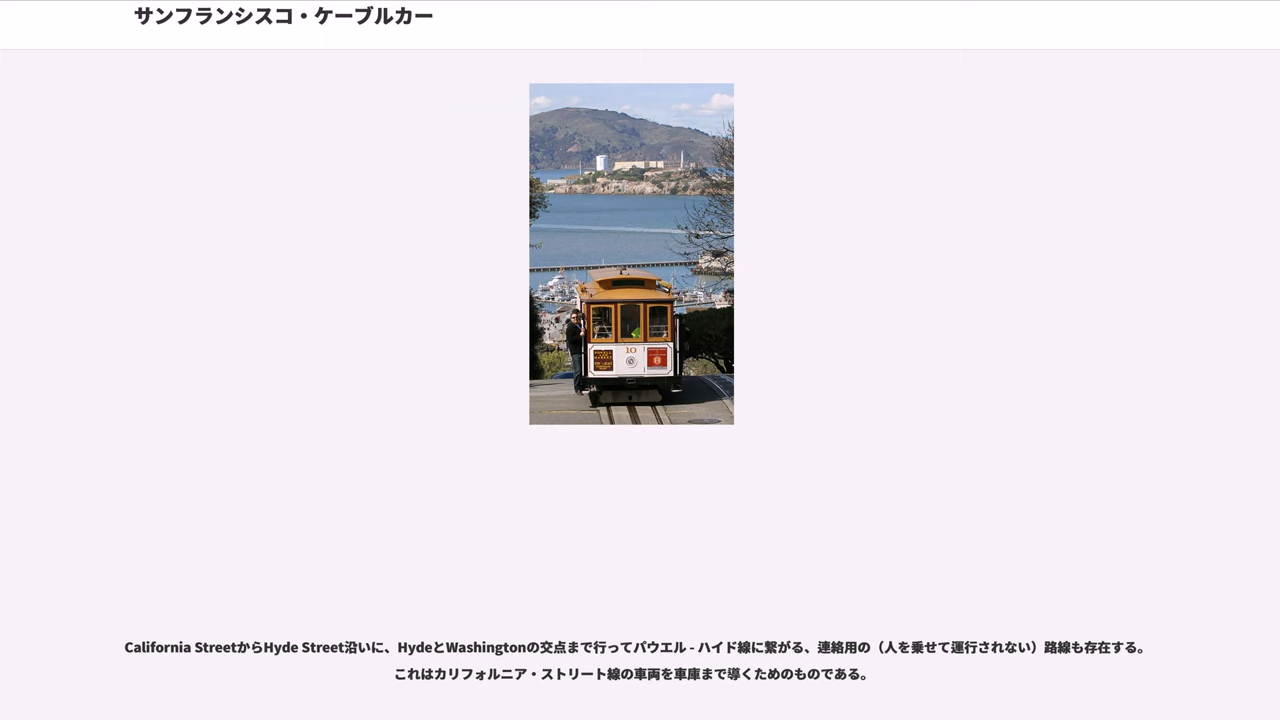 サンフランシスコ・ケーブルカー
10
California StreetからHyde Street沿いに、HydeとWashingtonの交点まで行ってパウエル - ハイド線に繋がる、連絡用の（人を乗せて運行されない）路線も存在する。
これはカリフォルニア・ストリート線の車両を車庫まで導くためのものである。